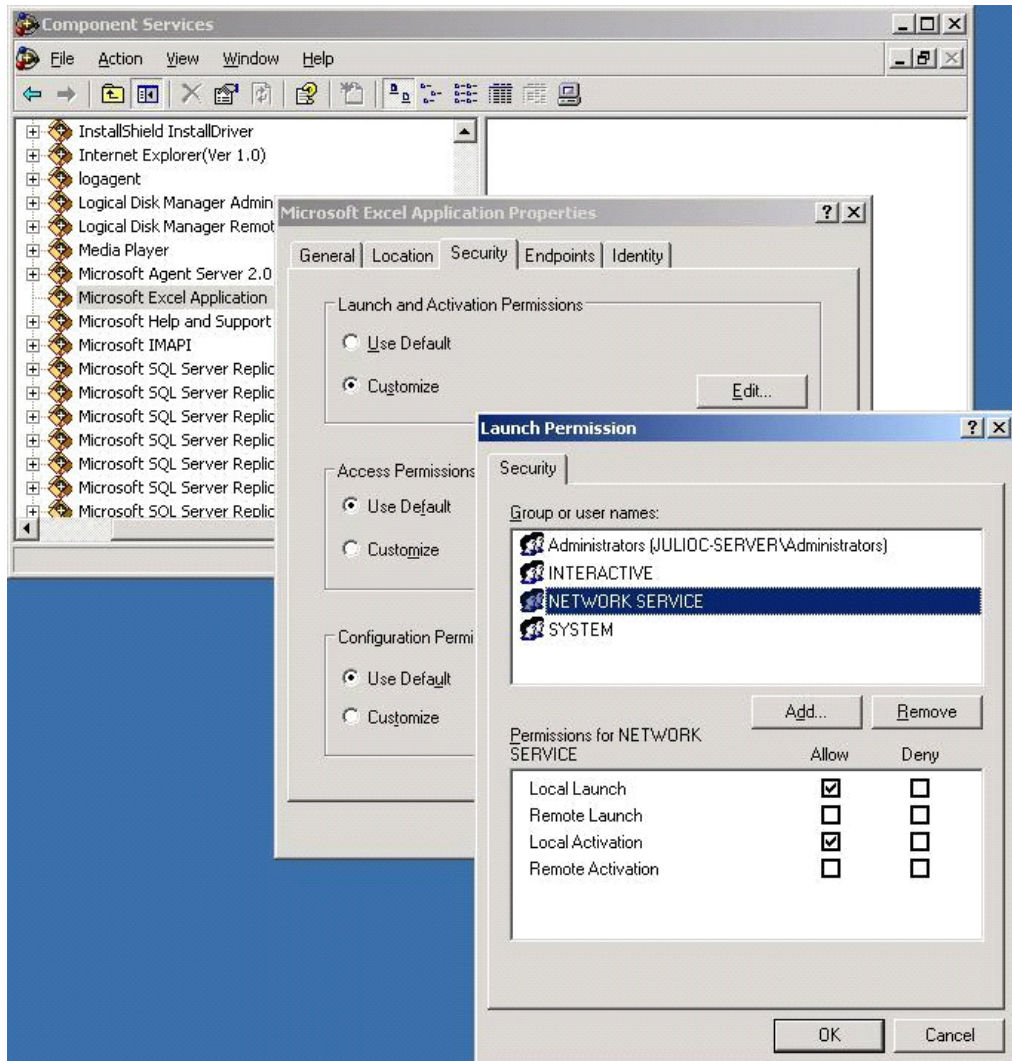 Component Services
File Action View Window Help
InstallShield InstallDriver
Internet Explorer(Ver 1.0)
logagent
Logical Disk Manager Admin
Logical Disk Manager Remot
Media Player
Microsoft Agent Server 2.0
Microsoft Excel Application
Microsoft Help and Support
Microsoft IMAPI
Microsoft SQL Server Replic
Microsoft SQL Server Replic
Microsoft SQL Server Replic
Microsoft SQL Server Replic
Microsoft SQL Server Replic
Microsoft SQL Server Replic
Microsoft SQL Server Replic
Microsoft Excel Application Properties
General Location Security Endpoints Identity
Launch and Activation Permissions
Use Default
Customize
Edit...
Access Permissions
Use Default
Customize
Configuration Permi
Use Default
Customize
Launch Permission
Security
Group or user names:
Administrators (JULIOC-SERVER\Administrators)
INTERACTIVE
NETWORK SERVICE
SYSTEM
Add... Remove
Permissions for NETWORK
SERVICE Allow Deny
Local Launch
Remote Launch
Local Activation
Remote Activation
OK Cancel